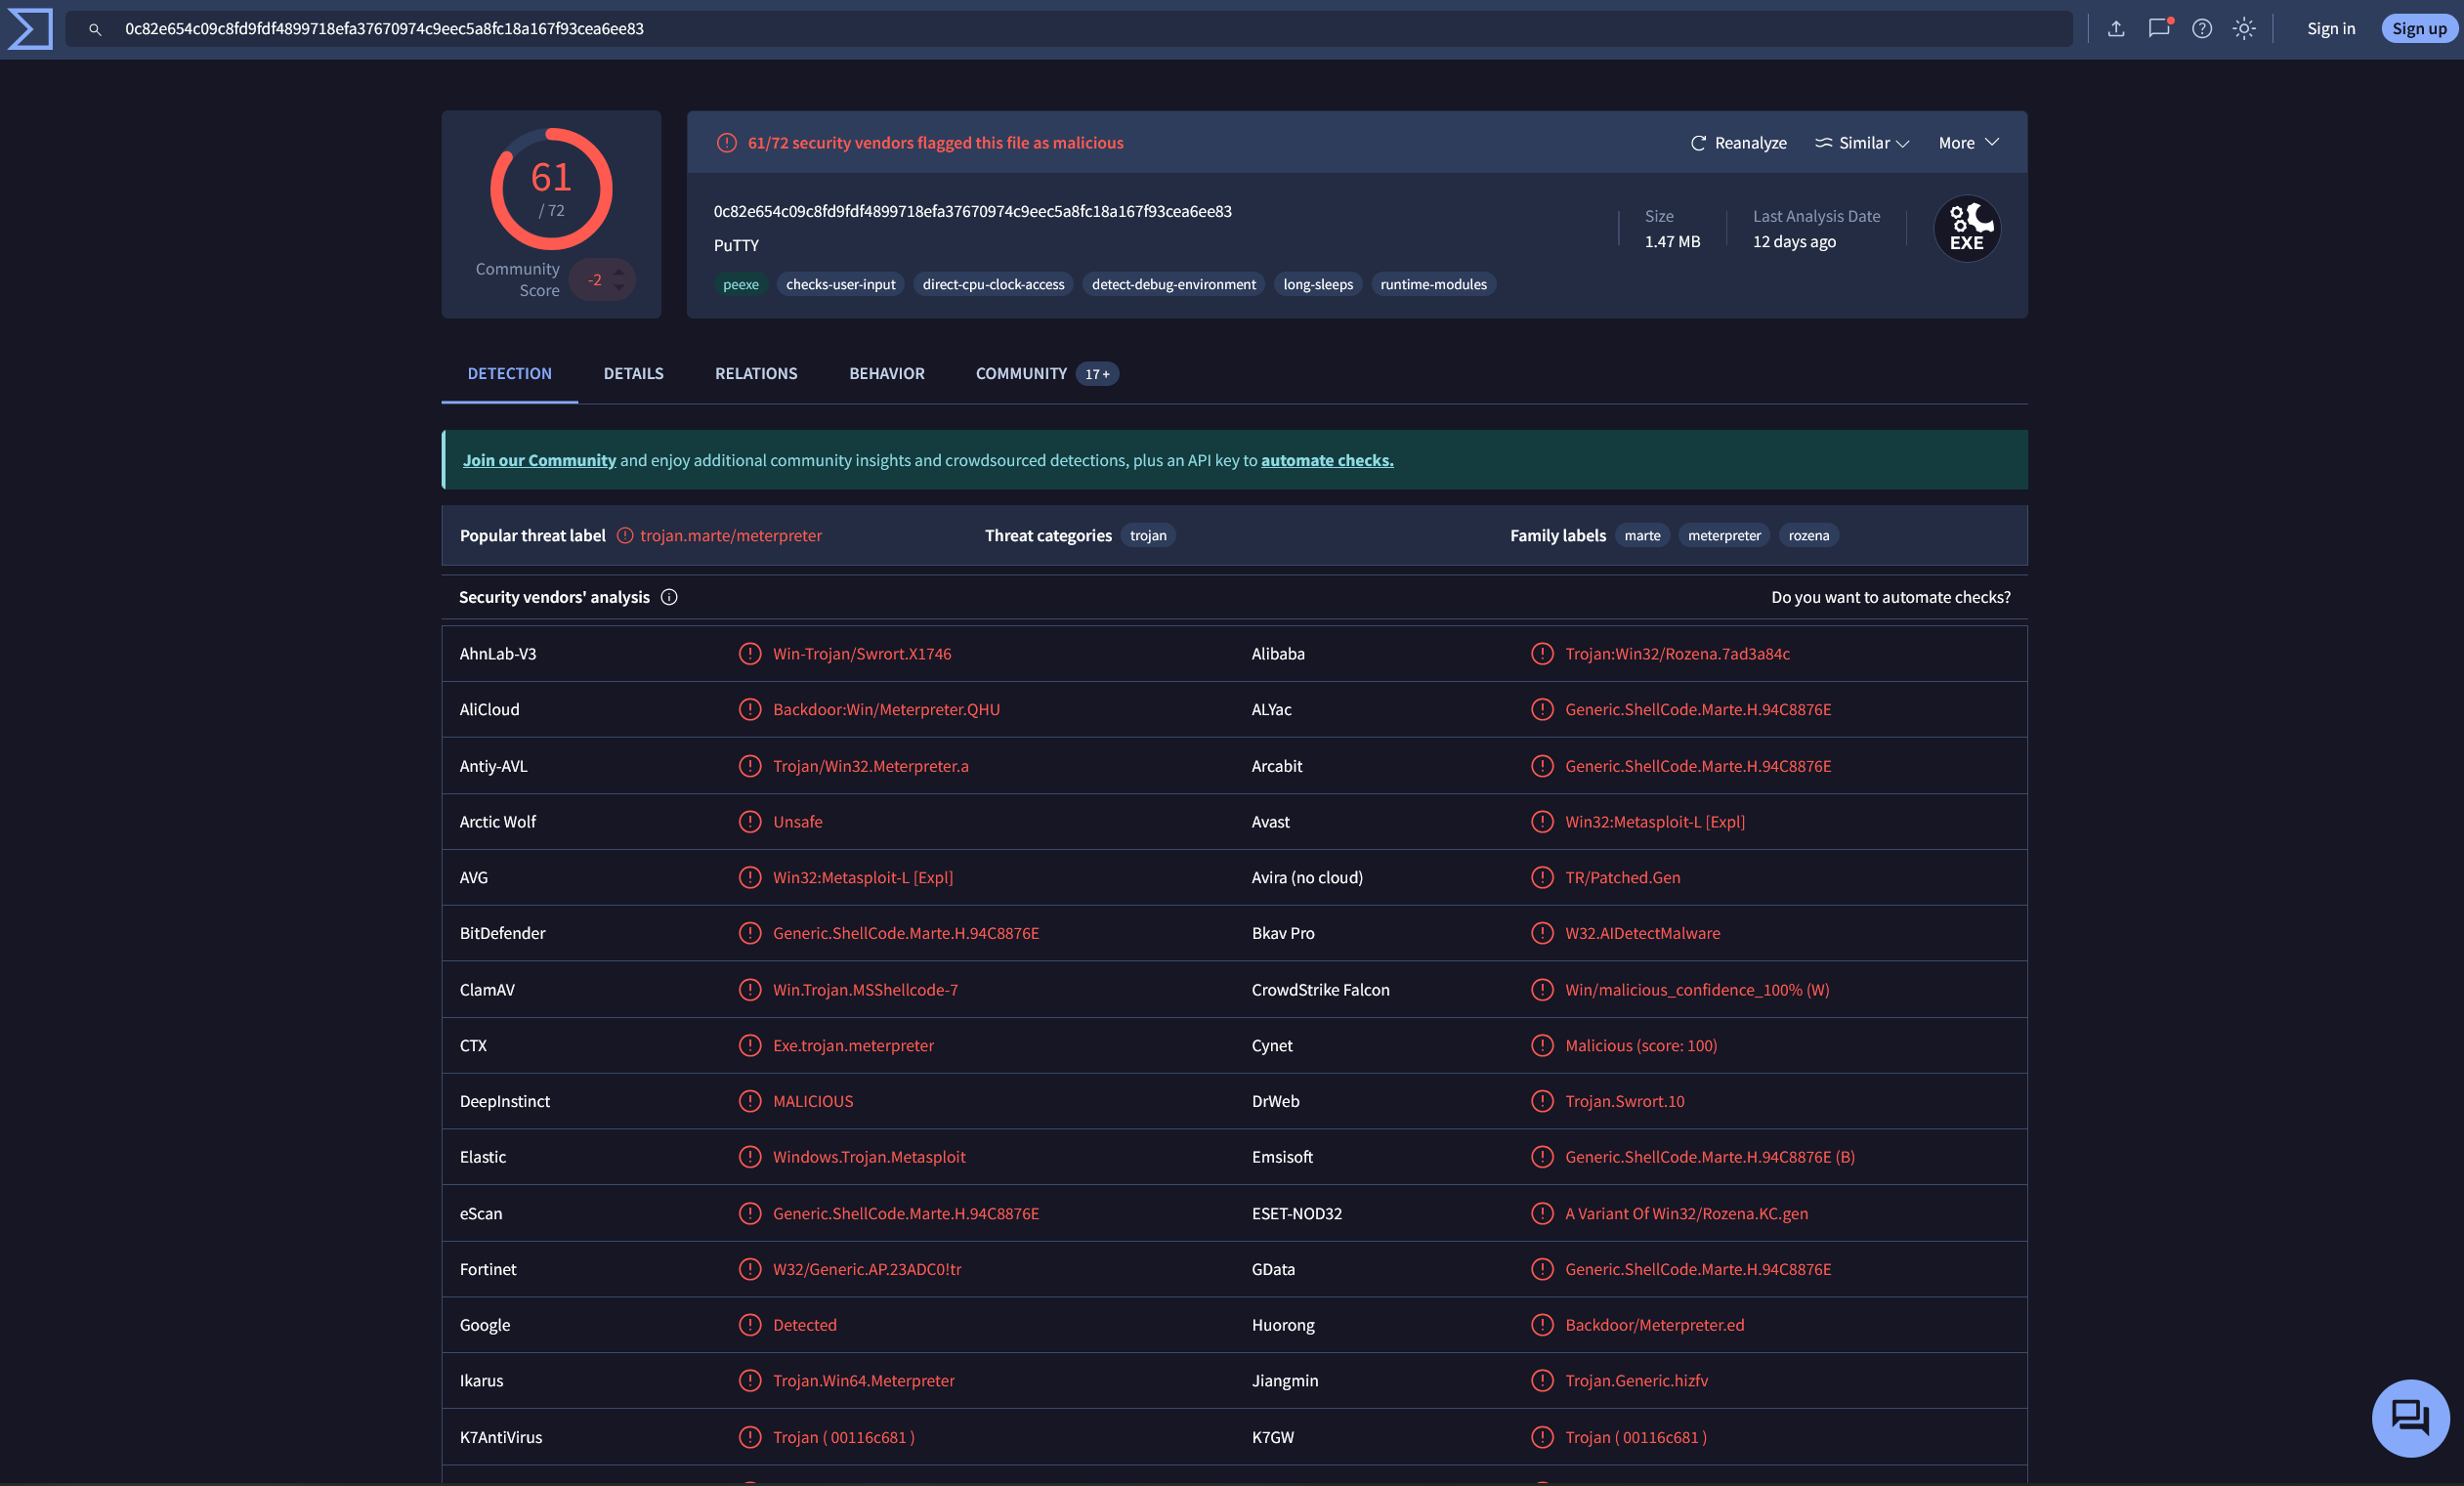 0c82e654c09c8fd9fdf4899718efa37670974c9eec5a8fc18a167f93cea6ee83
Sign in
Sign up
61
/ 72
Community Score
-2
61/72 security vendors flagged this file as malicious
Reanalyze
Similar
More
0c82e654c09c8fd9fdf4899718efa37670974c9eec5a8fc18a167f93cea6ee83
PuTTY
peexe checks-user-input direct-cpu-clock-access detect-debug-environment long-sleeps runtime-modules
Size
1.47 MB
Last Analysis Date
12 days ago
EXE
DETECTION DETAILS RELATIONS BEHAVIOR COMMUNITY 17+
Join our Community and enjoy additional community insights and crowdsourced detections, plus an API key to automate checks.
Popular threat label trojan.marte/meterpreter Threat categories trojan Family labels marte meterpreter rozena
Security vendors' analysis Do you want to automate checks?
AhnLab-V3 Win-Trojan/Swrort.X1746 Alibaba Trojan:Win32/Rozena.7ad3a84c
AliCloud Backdoor:Win/Meterpreter.QHU ALYac Generic.ShellCode.Marte.H.94C8876E
Antiy-AVL Trojan/Win32.Meterpreter.a Arcabit Generic.ShellCode.Marte.H.94C8876E
Arctic Wolf Unsafe Avast Win32:Metasploit-L [Expl]
AVG Win32:Metasploit-L [Expl] Avira (no cloud) TR/Patched.Gen
BitDefender Generic.ShellCode.Marte.H.94C8876E Bkav Pro W32.AIDetectMalware
ClamAV Win.Trojan.MSShellcode-7 CrowdStrike Falcon Win/malicious_confidence_100% (W)
CTX Exe.trojan.meterpreter Cynet Malicious (score: 100)
DeepInstinct MALICIOUS DrWeb Trojan.Swrort.10
Elastic Windows.Trojan.Metasploit Emsisoft Generic.ShellCode.Marte.H.94C8876E (B)
eScan Generic.ShellCode.Marte.H.94C8876E ESET-NOD32 A Variant Of Win32/Rozena.KC.gen
Fortinet W32/Generic.AP.23ADC0!tr GData Generic.ShellCode.Marte.H.94C8876E
Google Detected Huorong Backdoor/Meterpreter.ed
Ikarus Trojan.Win64.Meterpreter Jiangmin Trojan.Generic.hizfv
K7AntiVirus Trojan ( 00116c681 ) K7GW Trojan ( 00116c681 )